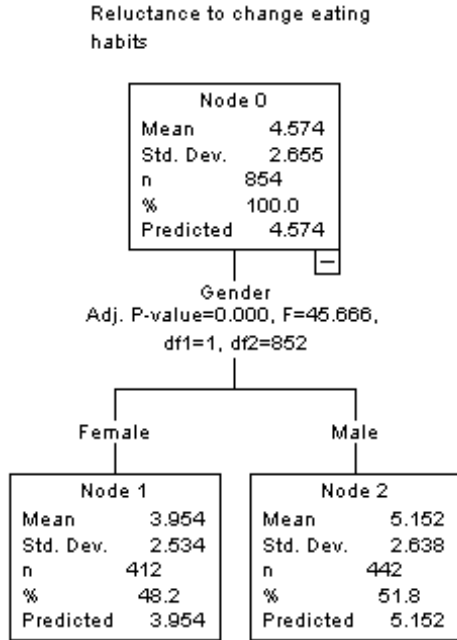 Reluctance to change eating
habits
Node 0
Mean 4.574
Std. Dev. 2.655
n 854
% 100.0
Predicted 4.574
Gender
Adj. P-value=0.000, F=45.666,
df1=1, df2=852
Female Male
Node 1
Mean 3.954
Std. Dev. 2.534
n 412
% 48.2
Predicted 3.954
Node 2
Mean 5.152
Std. Dev. 2.638
n 442
% 51.8
Predicted 5.152